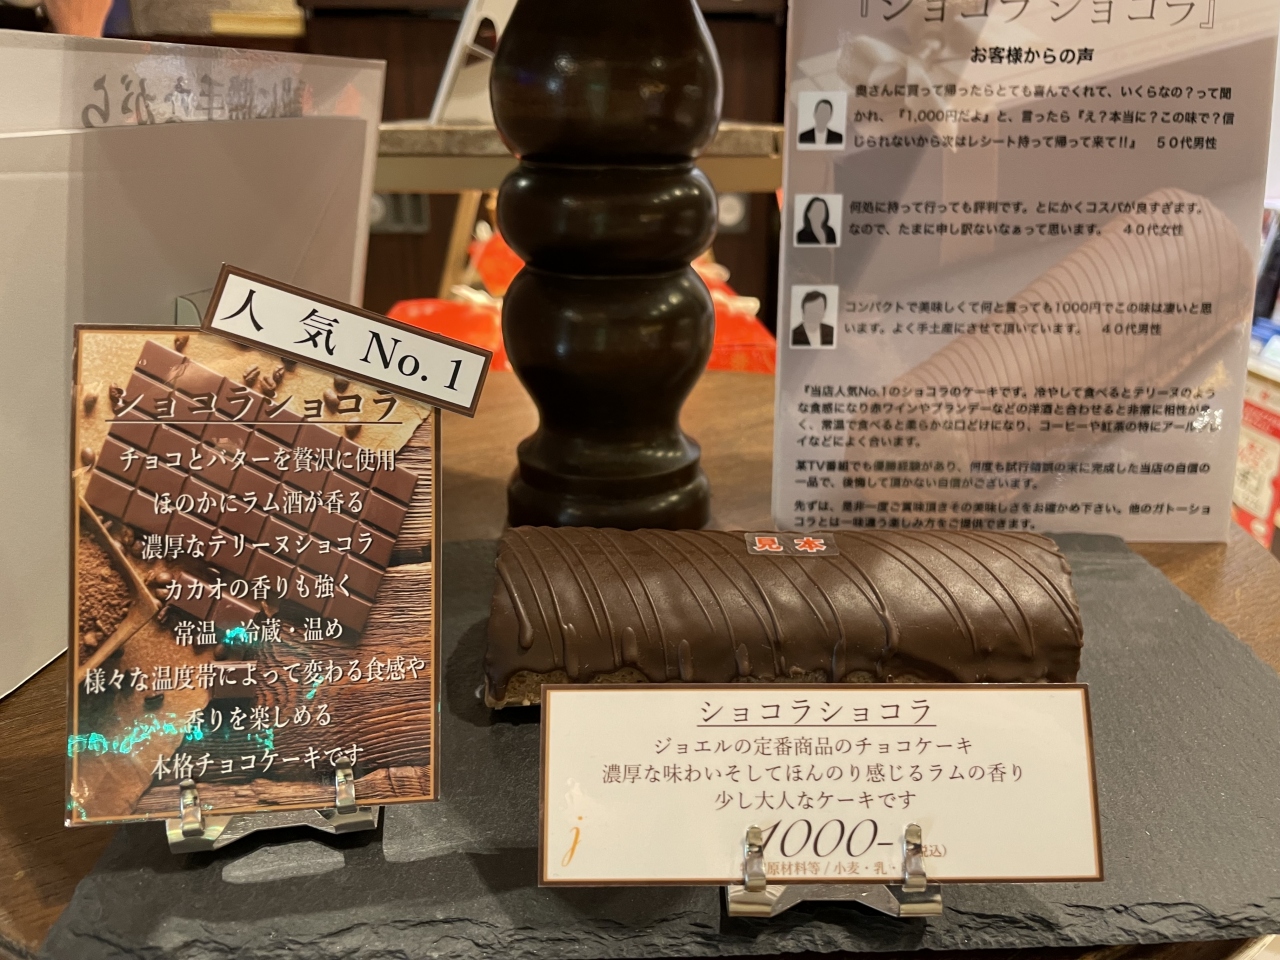 人気 No.1
ショコラショコラ
チョコとバターを贅沢に使用
ほのかにラム酒が香る
濃厚なテリーヌショコラ
カカオの香りも強く
常温・冷蔵・温め
様々な温度帯によって変わる食感や
香りを楽しめる
本格チョコケーキです
『ショコラショコラ』
お客様からの声
奥さんに買って帰ったらとても喜んでくれて、いくらなの？って聞
かれ、『1,000円だよ』と、言ったら『え？本当に？この味で？信
じられないから次はレシート持って帰って来て!!』 ５０代男性
何処に持って行っても評判です。とにかくコスパが良すぎます。
なので、たまに申し訳ないなぁって思います。 ４０代女性
コンパクトで美味しくて何と言っても1000円でこの味は凄いと思
います。よく手土産にさせて頂いています。 ４０代男性
『当店人気No.1のショコラのケーキです。冷やして食べるとテリーヌのよう
な食感になり赤ワインやブランデーなどの洋酒と合わせると非常に相性が良
く、常温で食べると柔らかな口どけになり、コーヒーや紅茶の特にアールグレ
イなどによく合います。
某TV番組でも優勝経験があり、何度も試行錯誤の末に完成した当店の自信の
一品で、後悔して頂かない自信がございます。
先ずは、是非一度ご賞味頂きその美味しさをお確かめ下さい。他のガトーショ
コラとは一味違う楽しみ方をご提供できます。
見本
ショコラショコラ
ジョエルの定番商品のチョコケーキ
濃厚な味わいそしてほんのり感じるラムの香り
少し大人なケーキです
j
1000-
税込)
原材料等 / 小麦・乳・